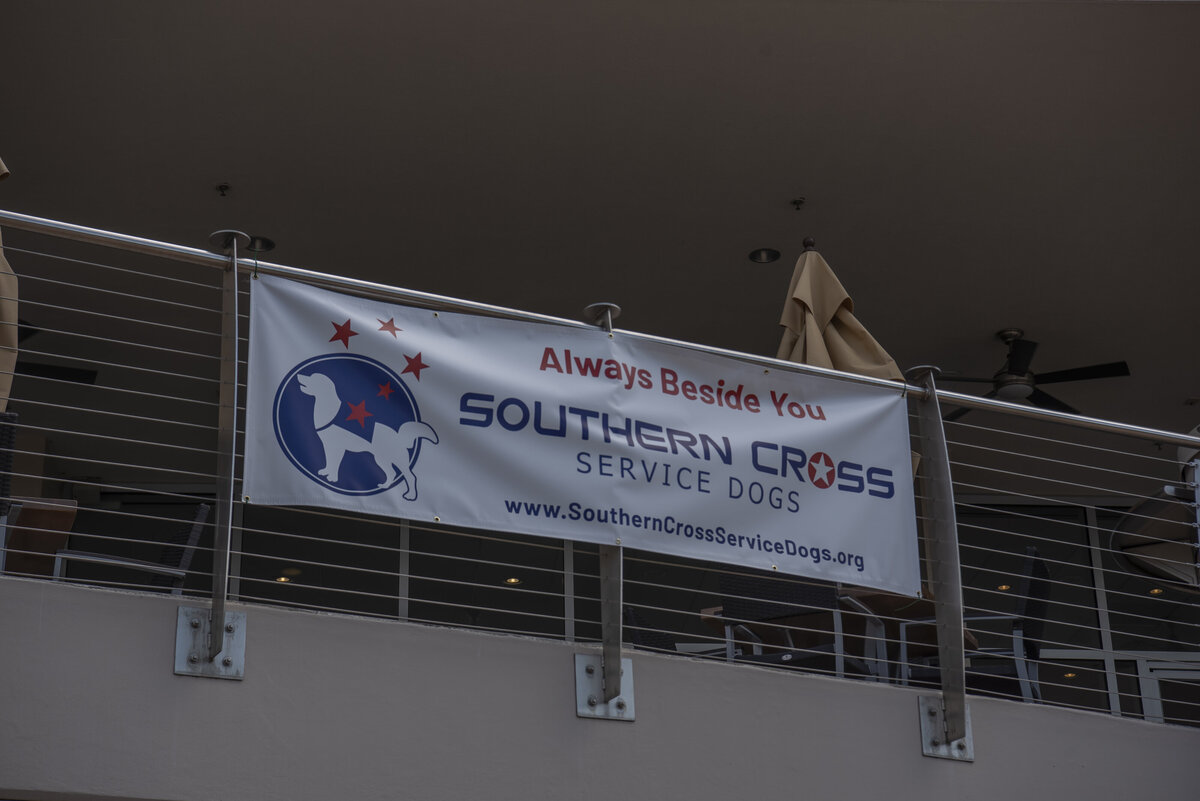 Always Beside You
SOUTHERN CROSS
SERVICE DOGS
www.SouthernCrossServiceDogs.org